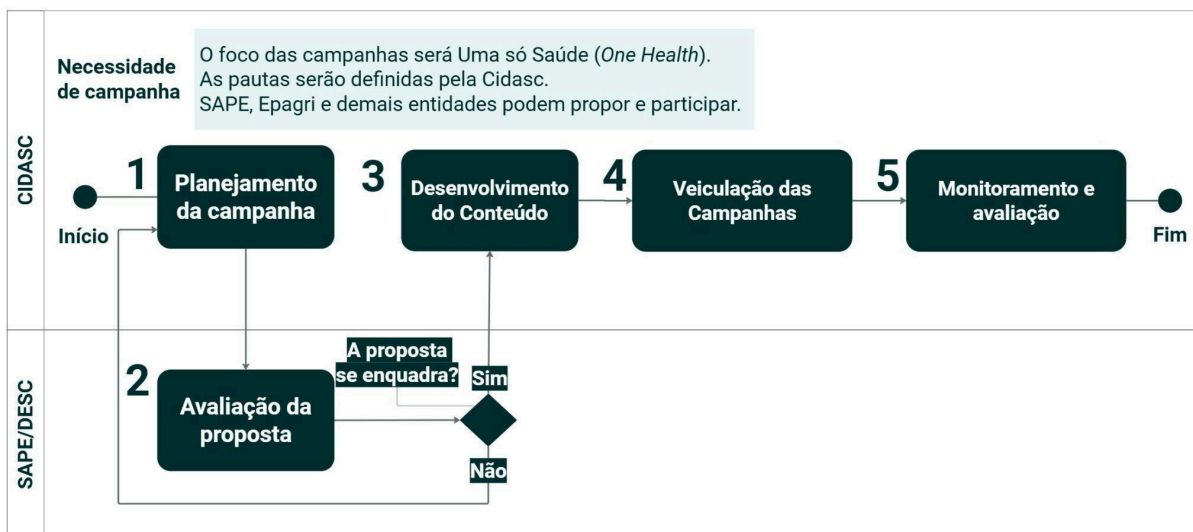 CIDASC
Necessidade
de campanha
O foco das campanhas será Uma só Saúde (One Health).
As pautas serão definidas pela Cidasc.
SAPE, Epagri e demais entidades podem propor e participar.
Início
1
Planejamento
da campanha
3
Desenvolvimento
do Conteúdo
4
Veiculação das
Campanhas
5
Monitoramento e
avaliação
Fim
SAPE/DESC
2
Avaliação da
proposta
A proposta
se enquadra?
Sim
Não